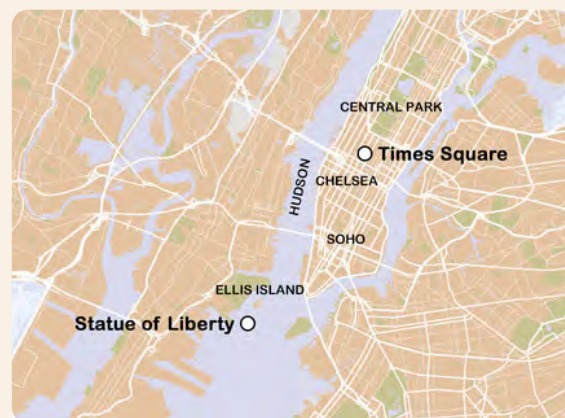 CENTRAL PARK
Times Square
CHELSEA
HUDSON
SOHO
ELLIS ISLAND
Statue of Liberty